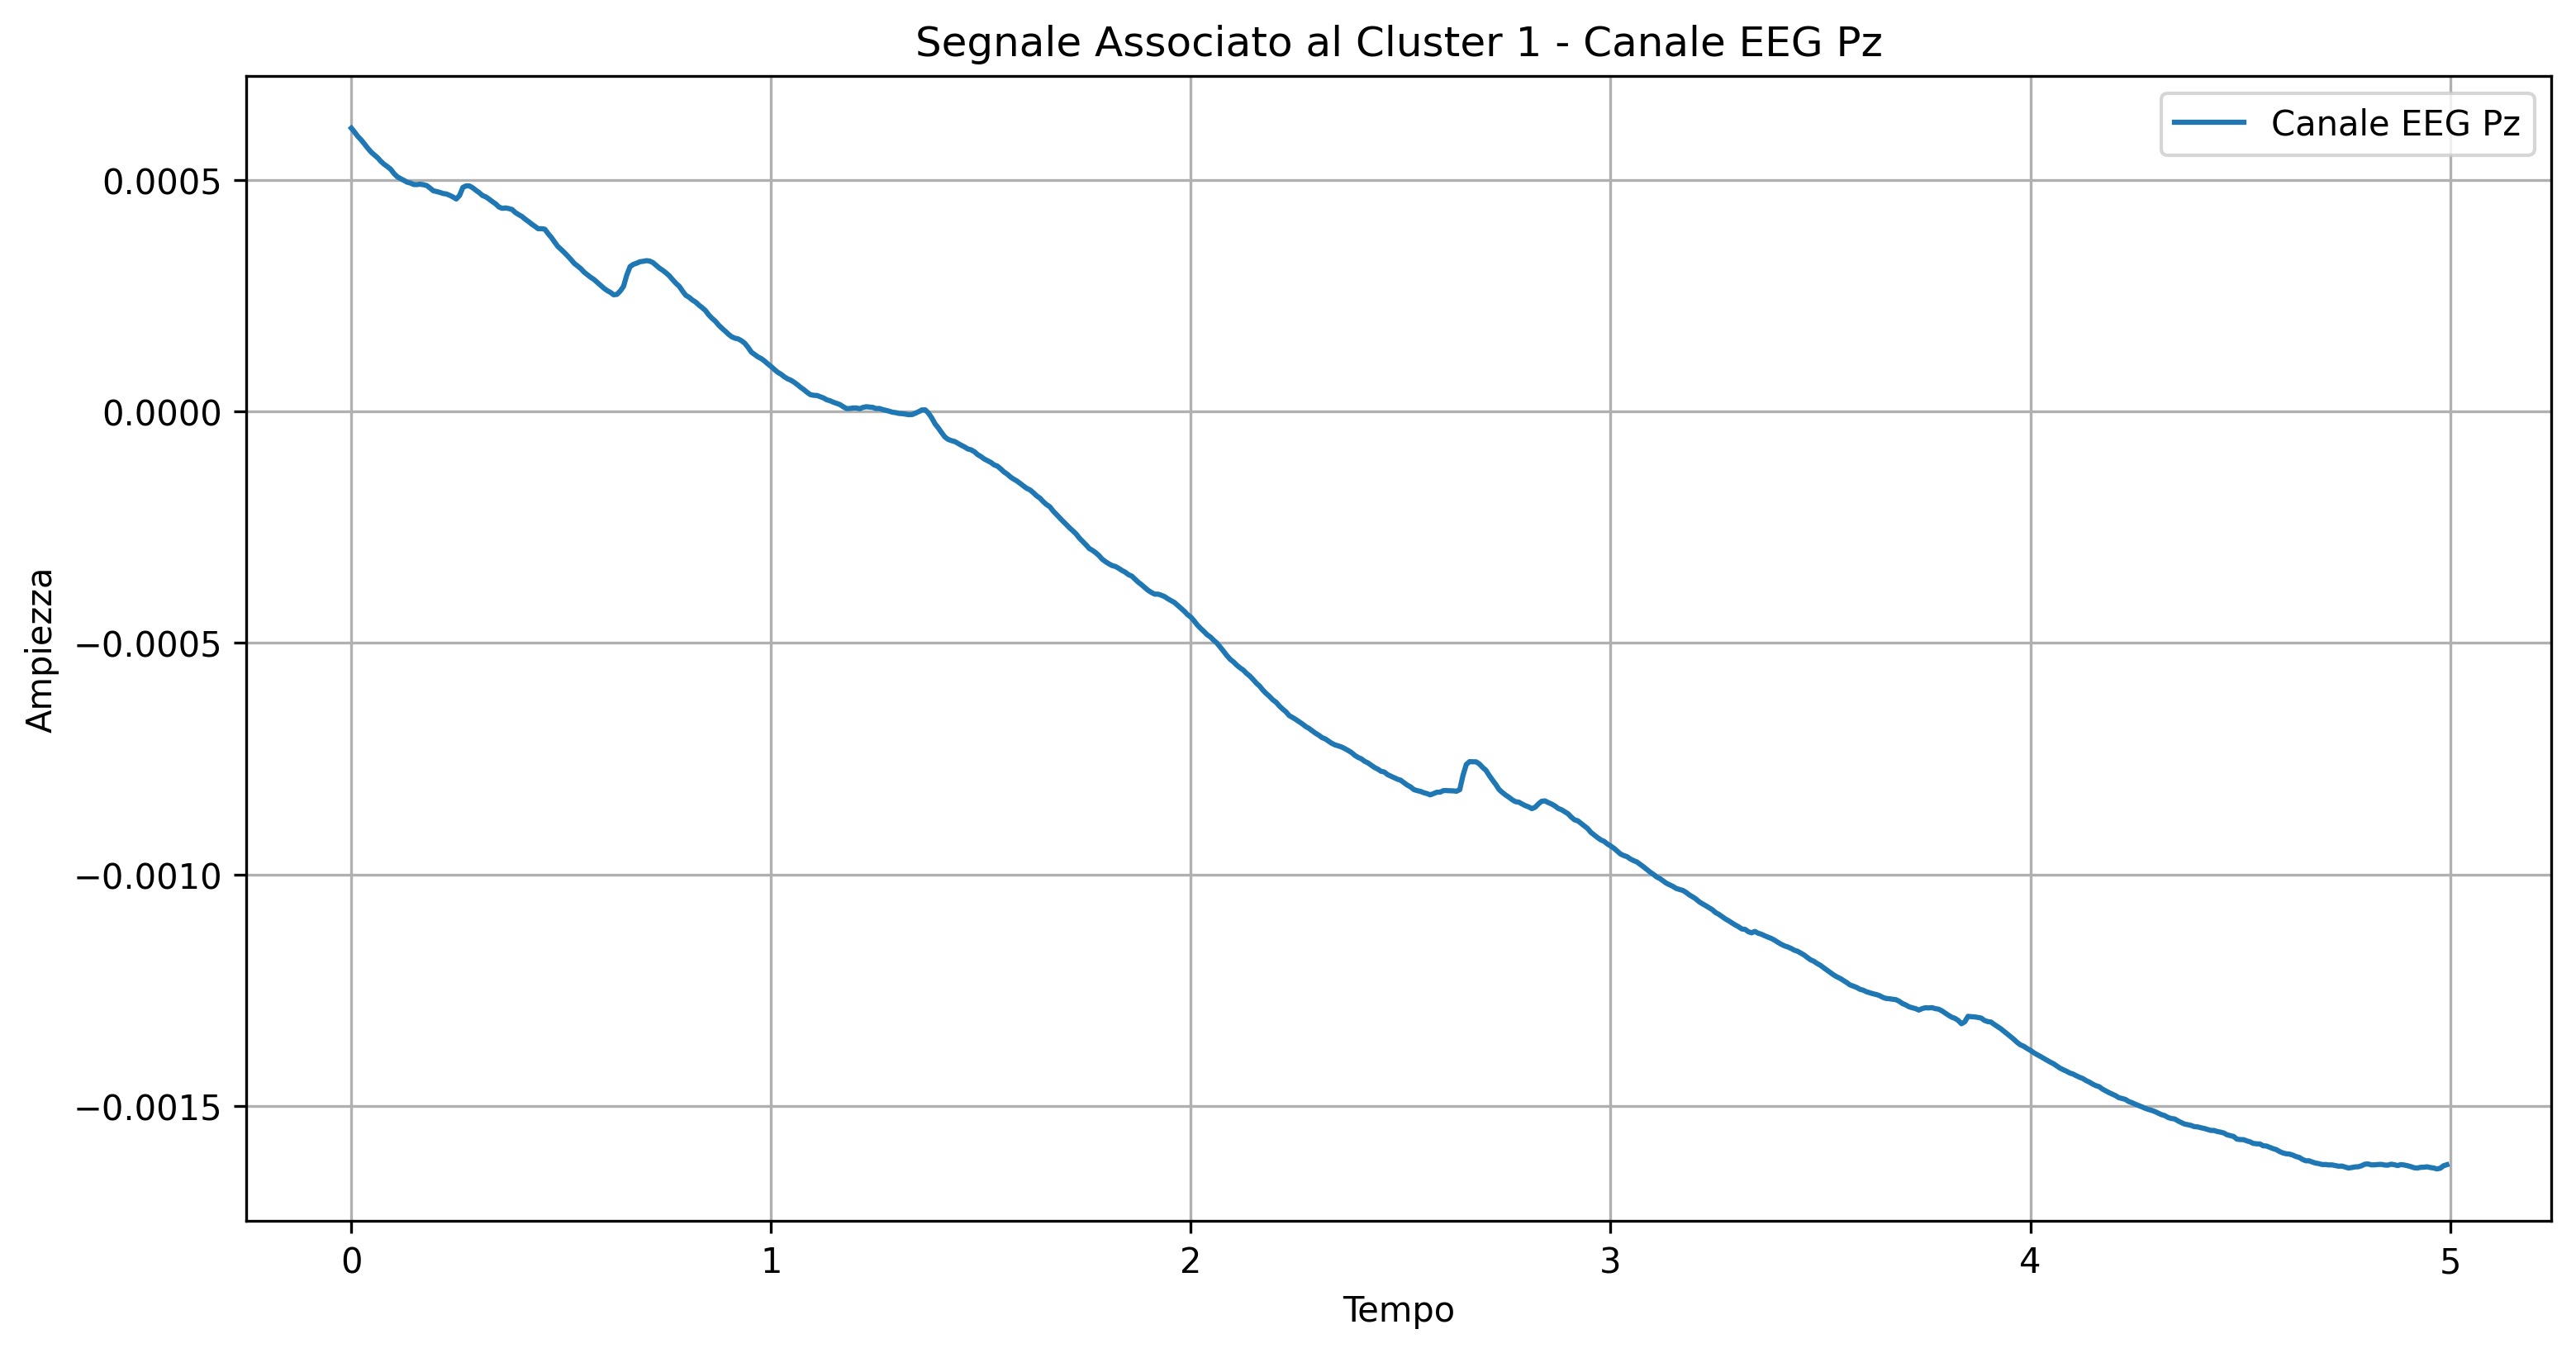 Segnale Associato al Cluster 1 - Canale EEG Pz
Canale EEG Pz
0.0005
0.0000
−0.0005
−0.0010
−0.0015
Ampiezza
0 1 2 3 4 5
Tempo